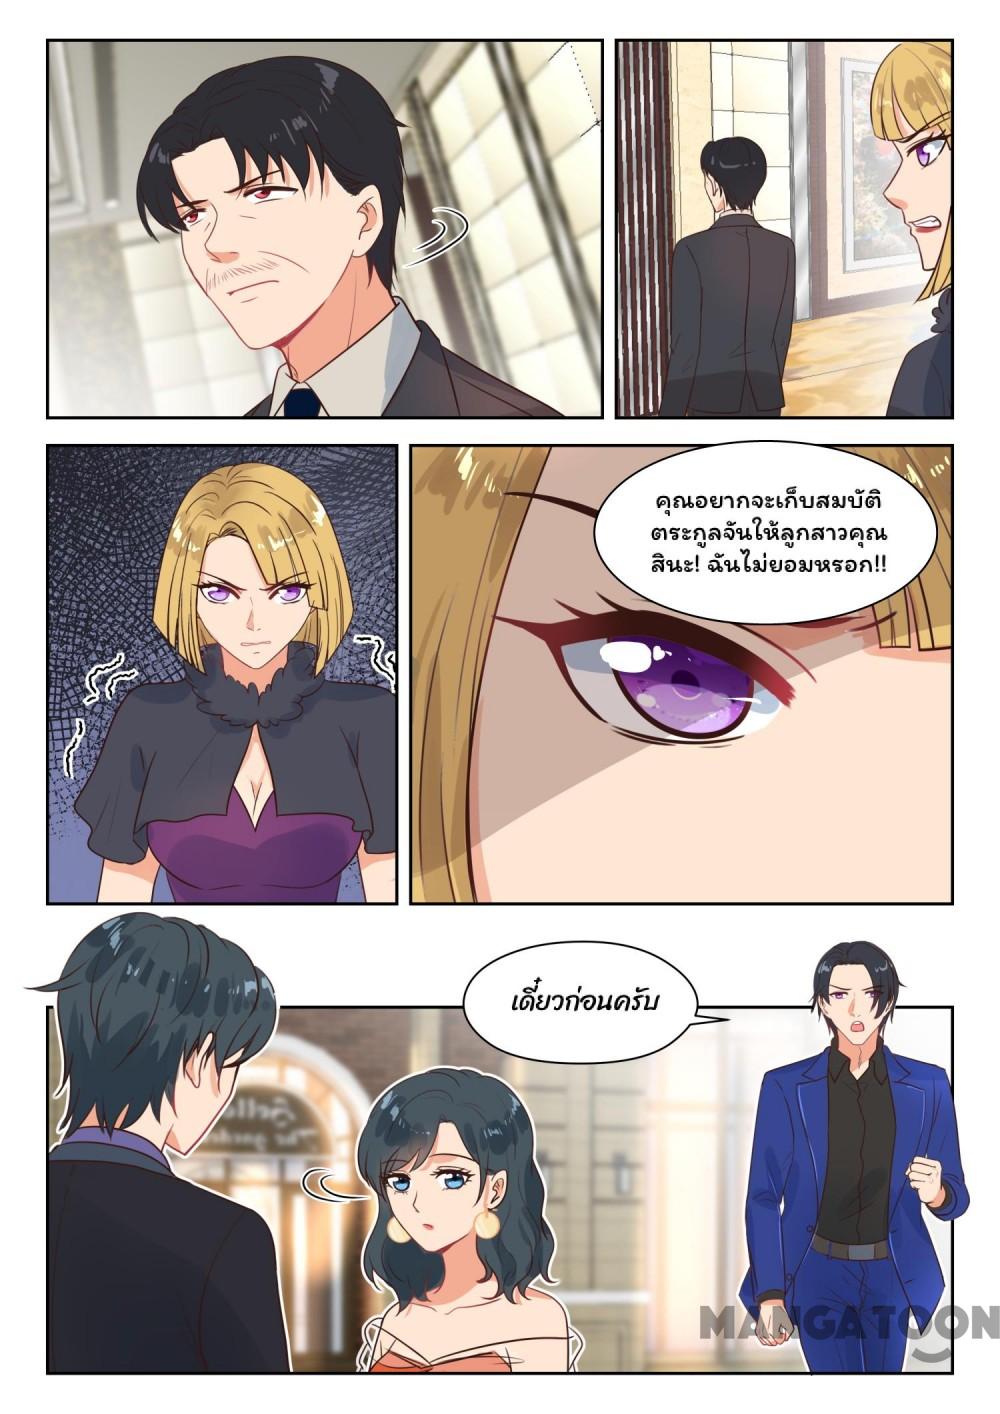 คุณอยากจะเก็บสมบัติ
ตระกูลจันให้ลูกสาวคุณ
สินะ! ฉันไม่ยอมหรอก!!
เดี๋ยวก่อนครับ
MANGATOON